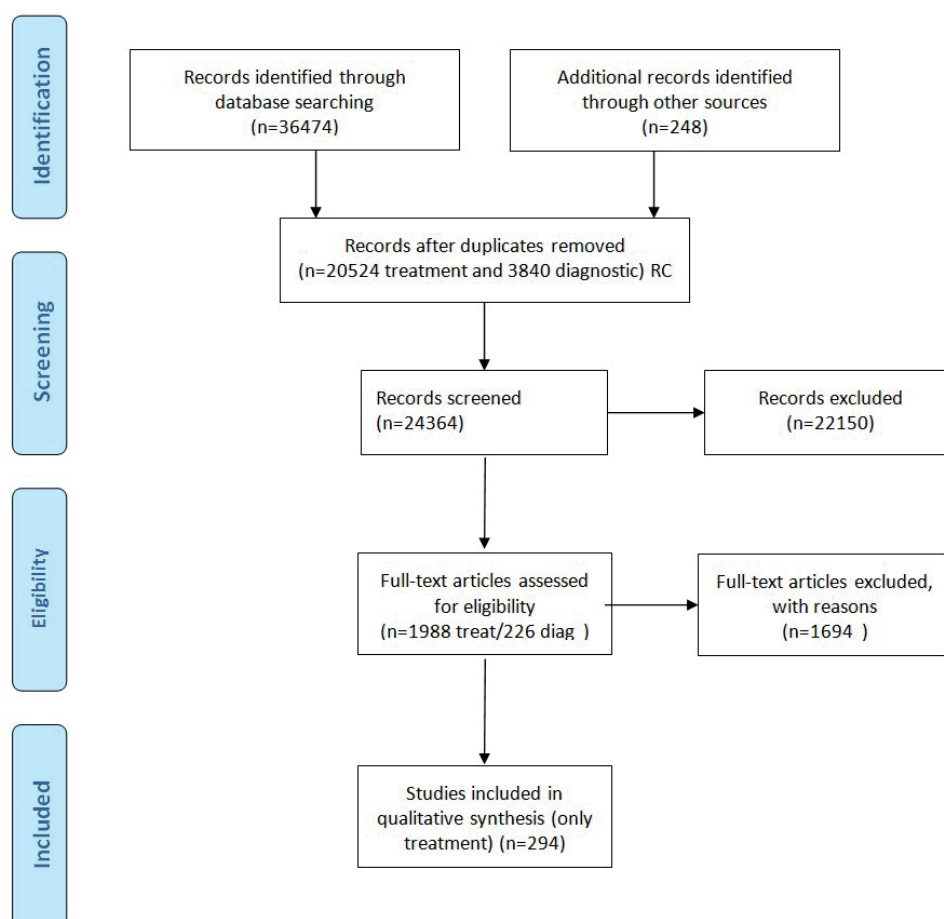 Identification
Records identified through
database searching
(n=36474)
Additional records identified
through other sources
(n=248)
Records after duplicates removed
(n=20524 treatment and 3840 diagnostic) RC
Screening
Records screened
(n=24364)
Records excluded
(n=22150)
Eligibility
Full-text articles assessed
for eligibility
(n=1988 treat/226 diag )
Full-text articles excluded,
with reasons
(n=1694 )
Included
Studies included in
qualitative synthesis (only
treatment) (n=294)